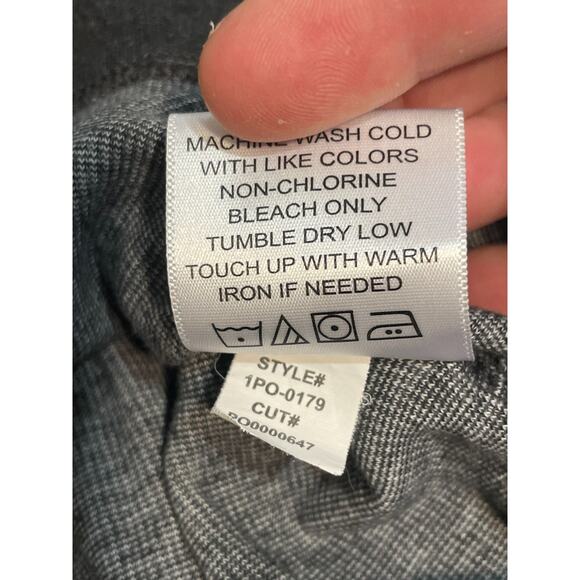 MACHINE WASH COLD
WITH LIKE COLORS
NON-CHLORINE
BLEACH ONLY
TUMBLE DRY LOW
TOUCH UP WITH WARM
IRON IF NEEDED
STYLE#
1PO-0179
CUT#
PO0000647